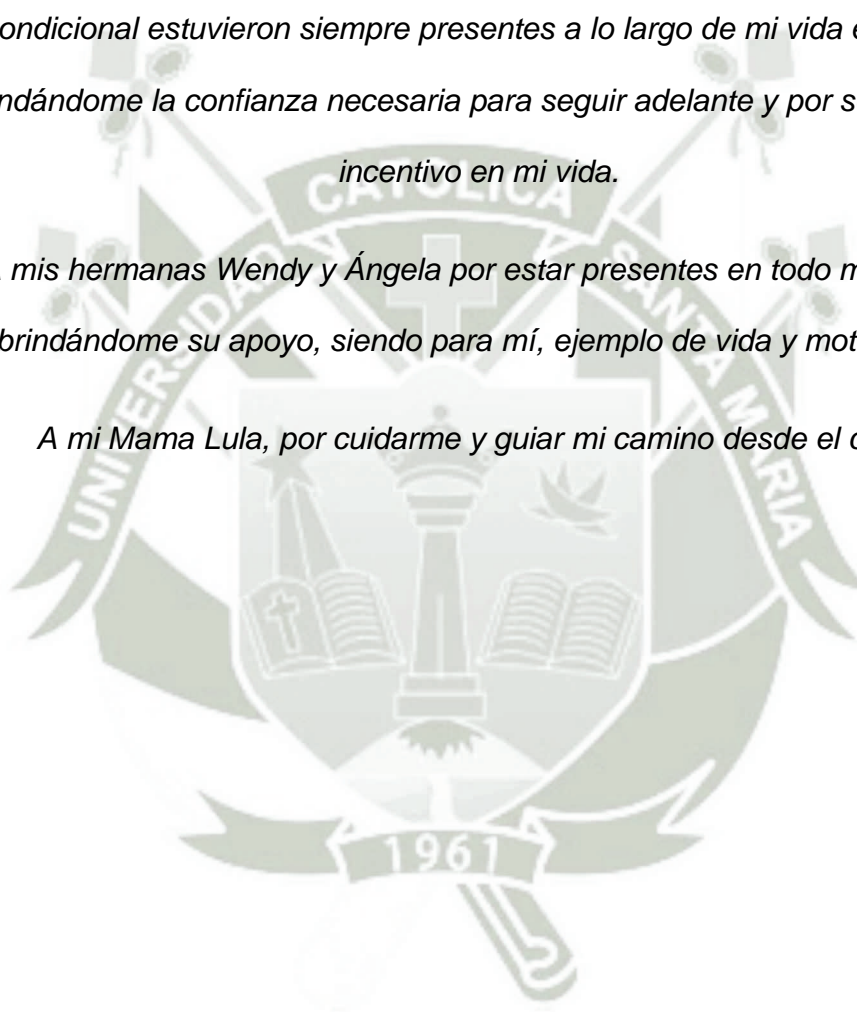 ondicional estuvieron siempre presentes a lo largo de mi vida
ndándome la confianza necesaria para seguir adelante y por s
incentivo en mi vida.
mis hermanas Wendy y Ángela por estar presentes en todo m
brindándome su apoyo, siendo para mí, ejemplo de vida y mot
A mi Mama Lula, por cuidarme y guiar mi camino desde el
UNIVERSIDAD CATOLICA SANTA MARIA
1961